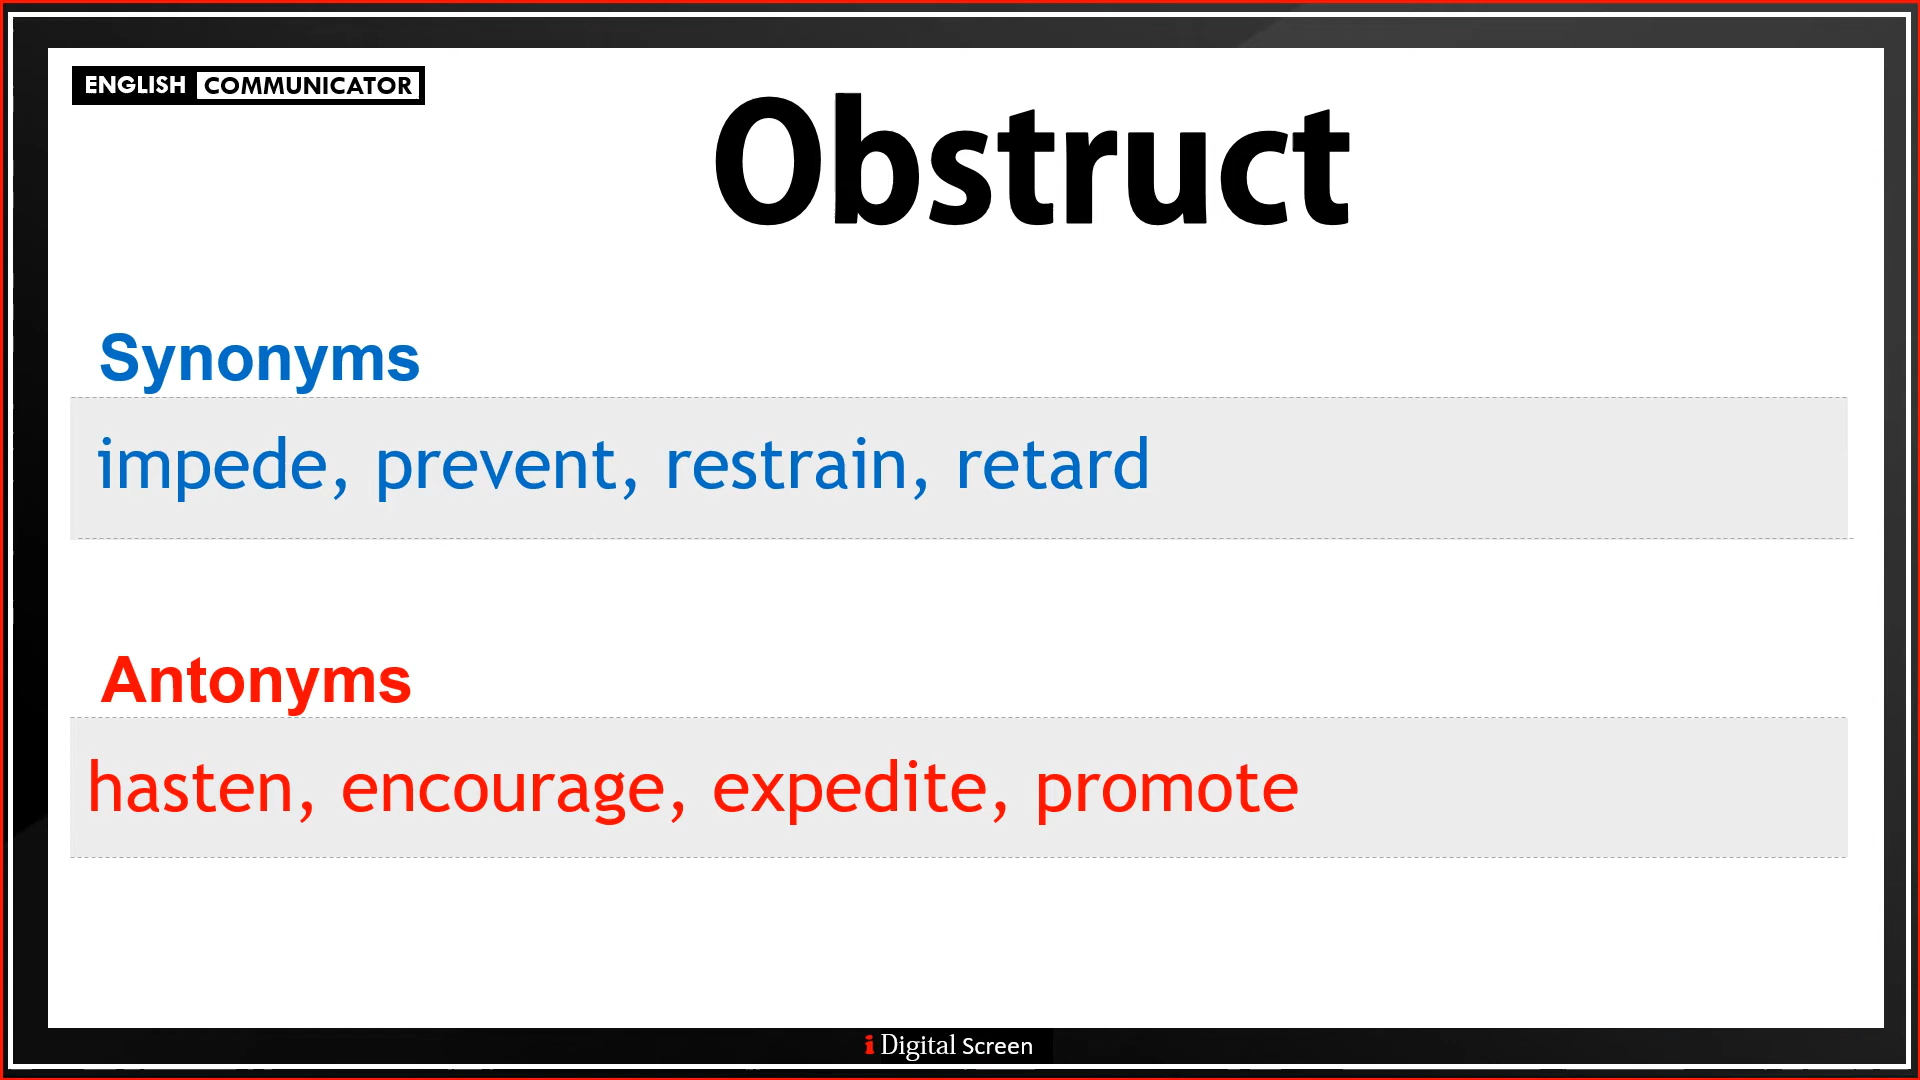 ENGLISH COMMUNICATOR
Obstruct
Synonyms
impede, prevent, restrain, retard
Antonyms
hasten, encourage, expedite, promote
i Digital Screen